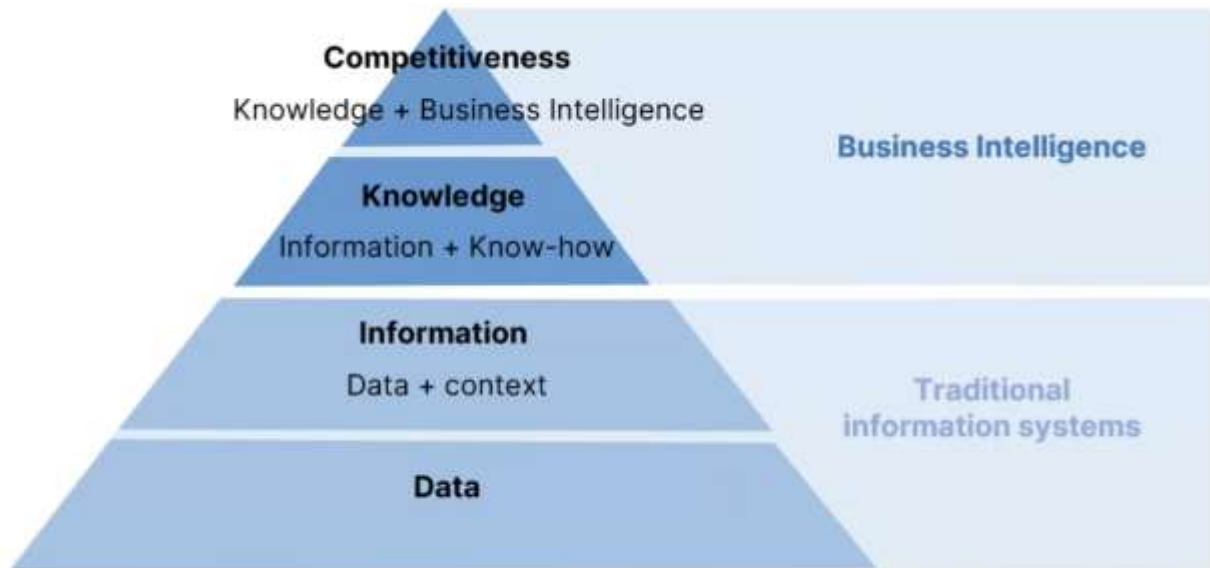 Competitiveness
Knowledge + Business Intelligence
Business Intelligence
Knowledge
Information + Know-how
Information
Data + context
Traditional
information systems
Data